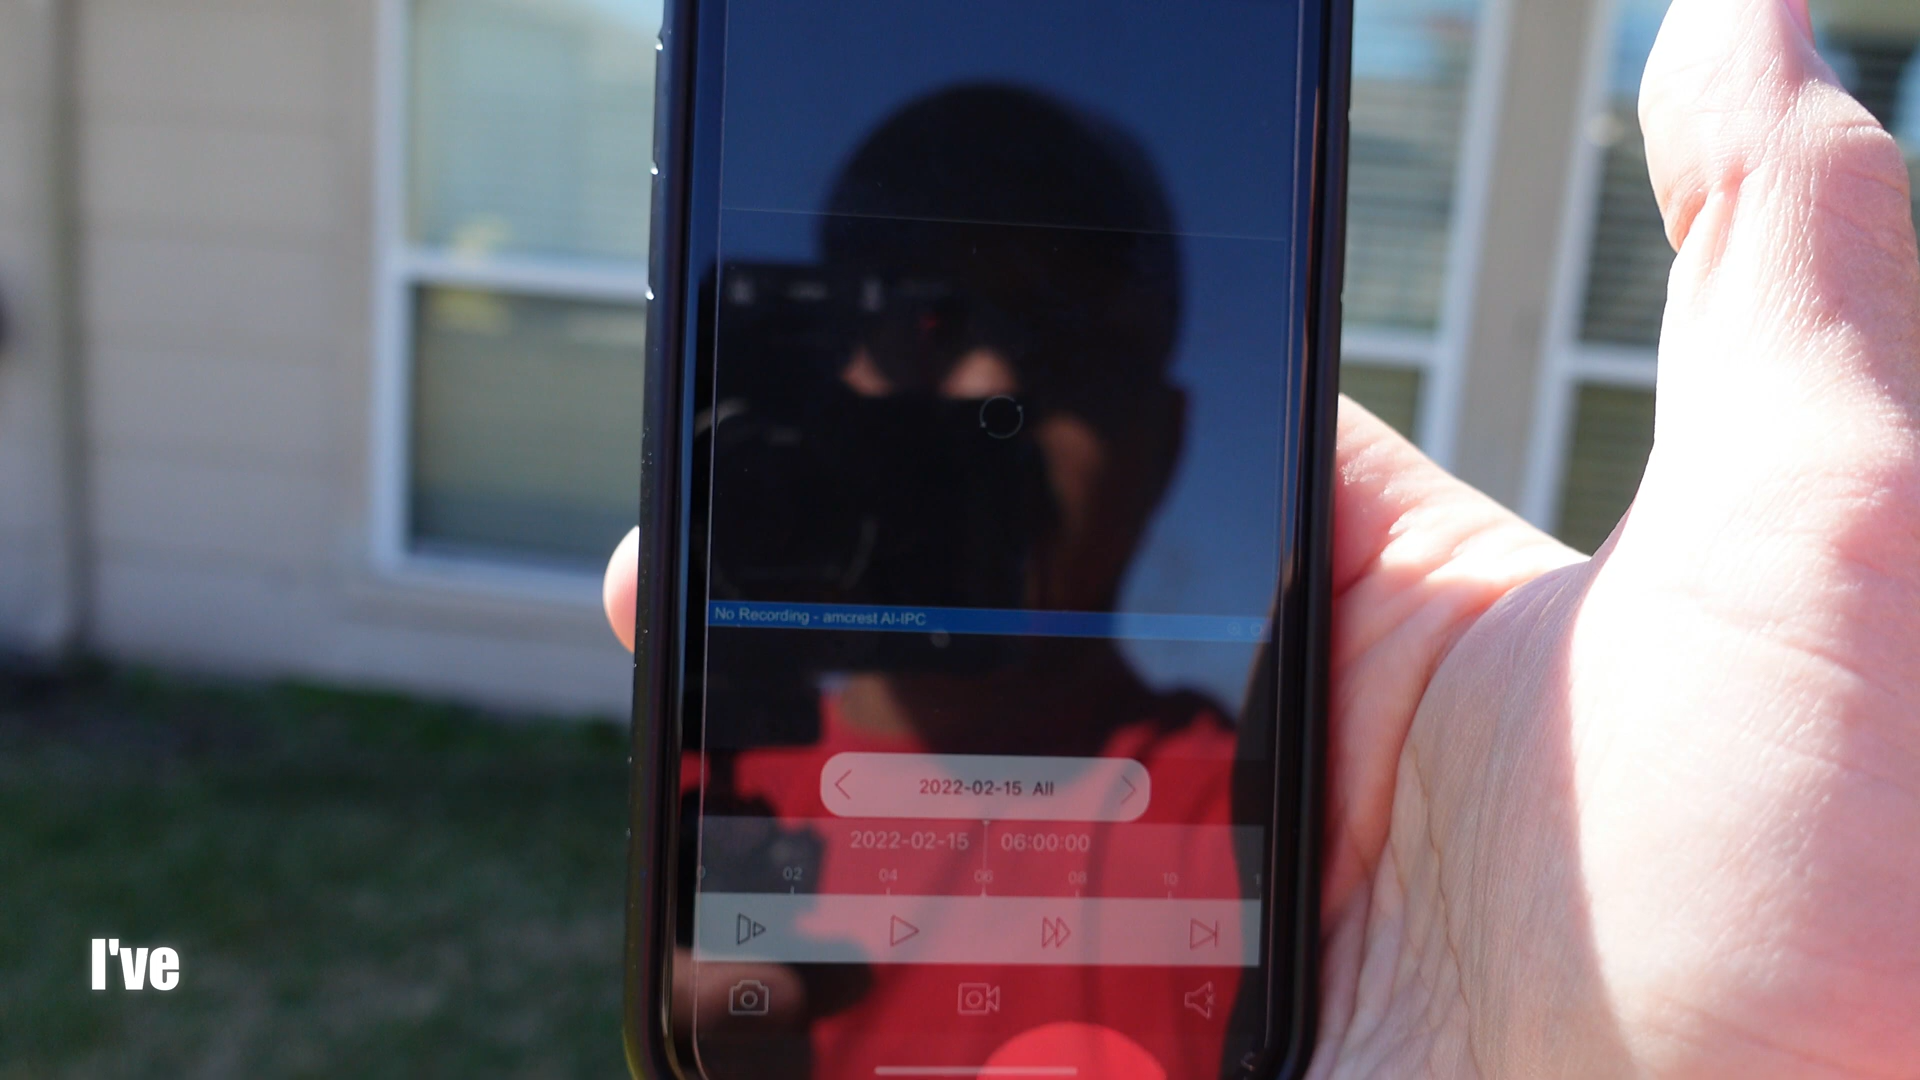 No Recording - amcrest AI-IPC
2022-02-15 All
2022-02-15 06:00:00
02 04 06 08 10
I've